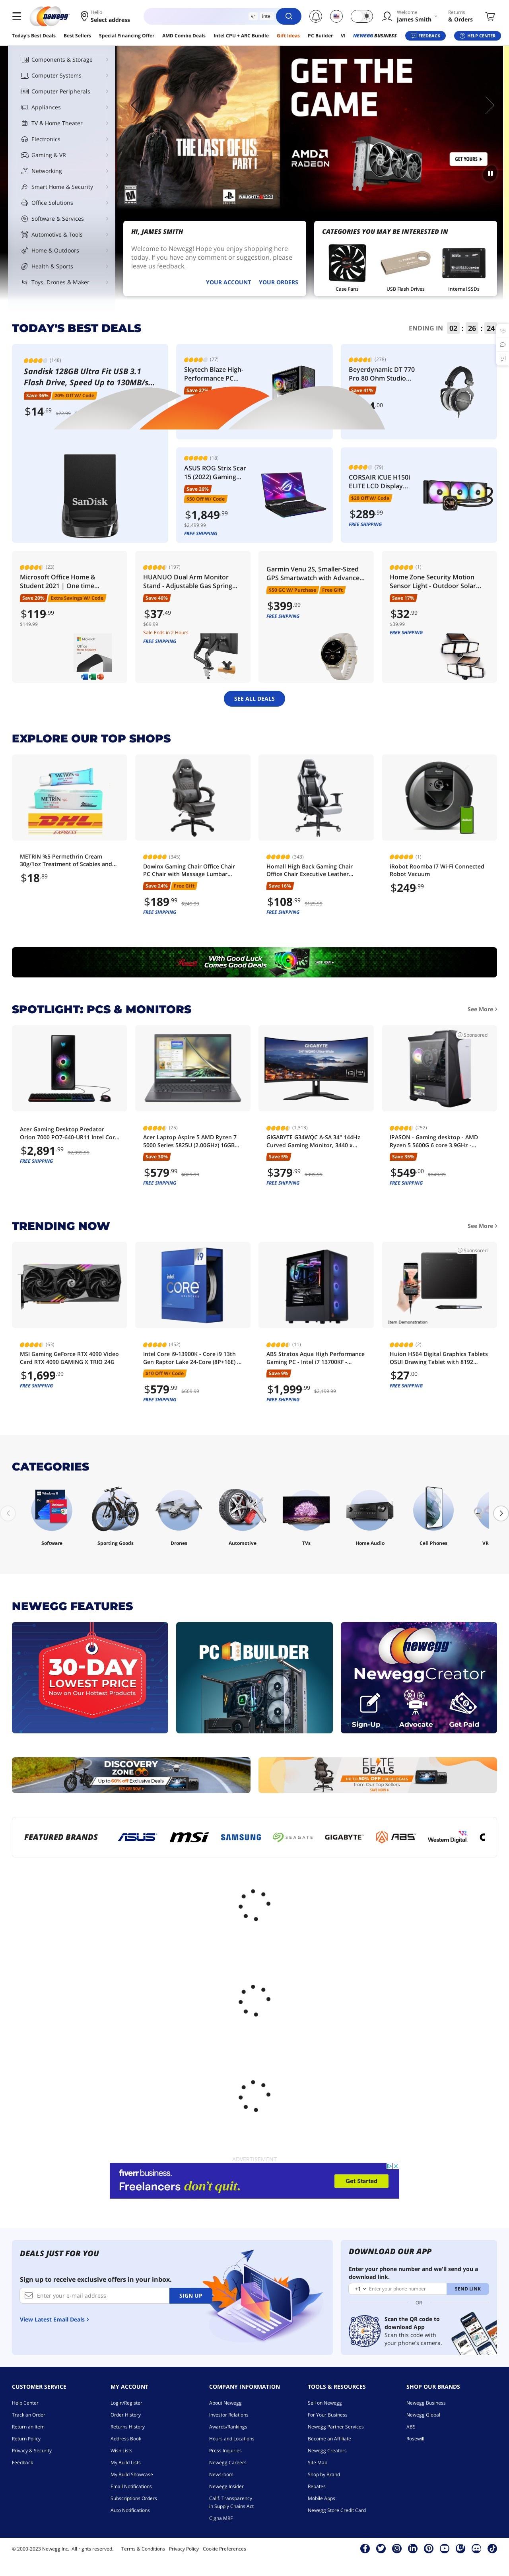 newegg
Hello
Select address
intel
Welcome
James Smith
Returns
& Orders
Today's Best Deals
Best Sellers
Special Financing Offer
AMD Combo Deals
Intel CPU + ARC Bundle
Gift Ideas
PC Builder
VI
NEWEGG BUSINESS
FEEDBACK
HELP CENTER
Components & Storage
Computer Systems
Computer Peripherals
Appliances
TV & Home Theater
Electronics
Gaming & VR
Networking
Smart Home & Security
Office Solutions
Software & Services
Automotive & Tools
Home & Outdoors
Health & Sports
Toys, Drones & Maker
THE LAST OF US
PART I
PlayStation
NAUGHTY DOG
GET THE
GAME
AMD
RADEON
GET YOURS
HI, JAMES SMITH
Welcome to Newegg! Hope you enjoy shopping here
today. If you have any comment or suggestion, please
leave us feedback.
YOUR ACCOUNT
YOUR ORDERS
CATEGORIES YOU MAY BE INTERESTED IN
Case Fans
USB Flash Drives
Internal SSDs
TODAY'S BEST DEALS
ENDING IN 02 : 26 : 24
(148)
Sandisk 128GB Ultra Fit USB 3.1
Flash Drive, Speed Up to 130MB/s...
Save 36%
20% Off W/ Code
$14.69
$22.99
SanDisk
(77)
Skytech Blaze High-
Performance PC...
Save 27%
(278)
Beyerdynamic DT 770
Pro 80 Ohm Studio...
Save 41%
.00
(18)
ASUS ROG Strix Scar
15 (2022) Gaming...
Save 26%
$50 Off W/ Code
$1,849.99
$2,499.99
FREE SHIPPING
(70)
CORSAIR iCUE H150i
ELITE LCD Display...
$20 Off W/ Code
$289.99
FREE SHIPPING
(23)
Microsoft Office Home &
Student 2021 | One time...
Save 20%
Extra Savings W/ Code
$119.99
$149.99
(197)
HUANUO Dual Arm Monitor
Stand - Adjustable Gas Spring...
Save 46%
$37.49
$69.99
Sale Ends in 2 Hours
FREE SHIPPING
Garmin Venu 2S, Smaller-Sized
GPS Smartwatch with Advance...
$50 GC W/ Purchase
Free Gift
$399.99
FREE SHIPPING
(1)
Home Zone Security Motion
Sensor Light - Outdoor Solar...
Save 17%
$32.99
$39.99
FREE SHIPPING
SEE ALL DEALS
EXPLORE OUR TOP SHOPS
METRIN
DHL
EXPRESS
METRIN %5 Permethrin Cream
30g/1oz Treatment of Scabies and...
$18.89
(345)
Dowinx Gaming Chair Office Chair
PC Chair with Massage Lumbar...
Save 24%
Free Gift
$189.99
$249.99
FREE SHIPPING
(343)
Homall High Back Gaming Chair
Office Chair Executive Leather...
Save 16%
$108.99
$129.99
FREE SHIPPING
(1)
iRobot Roomba i7 Wi-Fi Connected
Robot Vacuum
$249.99
With Good Luck
Comes Good Deals
SPOTLIGHT: PCS & MONITORS
See More
Acer Gaming Desktop Predator
Orion 7000 PO7-640-UR11 Intel Cor...
$2,891.99
$2,999.99
FREE SHIPPING
(25)
Acer Laptop Aspire 5 AMD Ryzen 7
5000 Series 5825U (2.00GHz) 16GB...
Save 30%
$579.99
$829.99
FREE SHIPPING
GIGABYTE
(1,313)
GIGABYTE G34WQC A-SA 34" 144Hz
Curved Gaming Monitor, 3440 x...
Save 5%
$379.99
$399.99
FREE SHIPPING
Sponsored
(252)
IPASON - Gaming desktop - AMD
Ryzen 5 5600G 6 core 3.9GHz -...
Save 35%
$549.00
$849.99
FREE SHIPPING
TRENDING NOW
See More
(63)
MSI Gaming GeForce RTX 4090 Video
Card RTX 4090 GAMING X TRIO 24G
$1,699.99
FREE SHIPPING
intel
CORE
i9
(452)
Intel Core i9-13900K - Core i9 13th
Gen Raptor Lake 24-Core (8P+16E) ...
$10 Off W/ Code
$579.99
$699.99
FREE SHIPPING
(11)
ABS Stratos Aqua High Performance
Gaming PC - Intel i7 13700KF -...
Save 9%
$1,999.99
$2,199.99
FREE SHIPPING
Sponsored
Item Demonstration
(2)
Huion HS64 Digital Graphics Tablets
OSU! Drawing Tablet with 8192...
$27.00
FREE SHIPPING
CATEGORIES
Software
Sporting Goods
Drones
Automotive
TVs
Home Audio
Cell Phones
VR
NEWEGG FEATURES
30-DAY
LOWEST PRICE
Now on Our Hottest Products
PC BUILDER
newegg
NeweggCreator
Sign-Up
Advocate
Get Paid
DISCOVERY
ZONE
Up to 60% off Exclusive Deals
ELITE
DEALS
from Our Top Sellers
FEATURED BRANDS
ASUS
msi
SAMSUNG
SEAGATE
GIGABYTE
ABS
Western Digital
ADVERTISEMENT
fiverr business.
Freelancers don't quit.
Get Started
DEALS JUST FOR YOU
Sign up to receive exclusive offers in your inbox.
Enter your e-mail address
SIGN UP
View Latest Email Deals
DOWNLOAD OUR APP
Enter your phone number and we'll send you a
download link.
+1
Enter your phone number
SEND LINK
OR
Scan the QR code to
download App
Scan this code with
your phone's camera.
CUSTOMER SERVICE
Help Center
Track an Order
Return an Item
Return Policy
Privacy & Security
Feedback
MY ACCOUNT
Login/Register
Order History
Returns History
Address Book
Wish Lists
My Build Lists
My Build Showcase
Email Notifications
Subscriptions Orders
Auto Notifications
COMPANY INFORMATION
About Newegg
Investor Relations
Awards/Rankings
Hours and Locations
Press Inquiries
Newegg Careers
Newsroom
Newegg Insider
Calif. Transparency
in Supply Chains Act
Cigna MRF
TOOLS & RESOURCES
Sell on Newegg
For Your Business
Newegg Partner Services
Become an Affiliate
Newegg Creators
Site Map
Shop by Brand
Rebates
Mobile Apps
Newegg Store Credit Card
SHOP OUR BRANDS
Newegg Business
Newegg Global
ABS
Rosewill
© 2000-2023 Newegg Inc. All rights reserved.
Terms & Conditions
Privacy Policy
Cookie Preferences